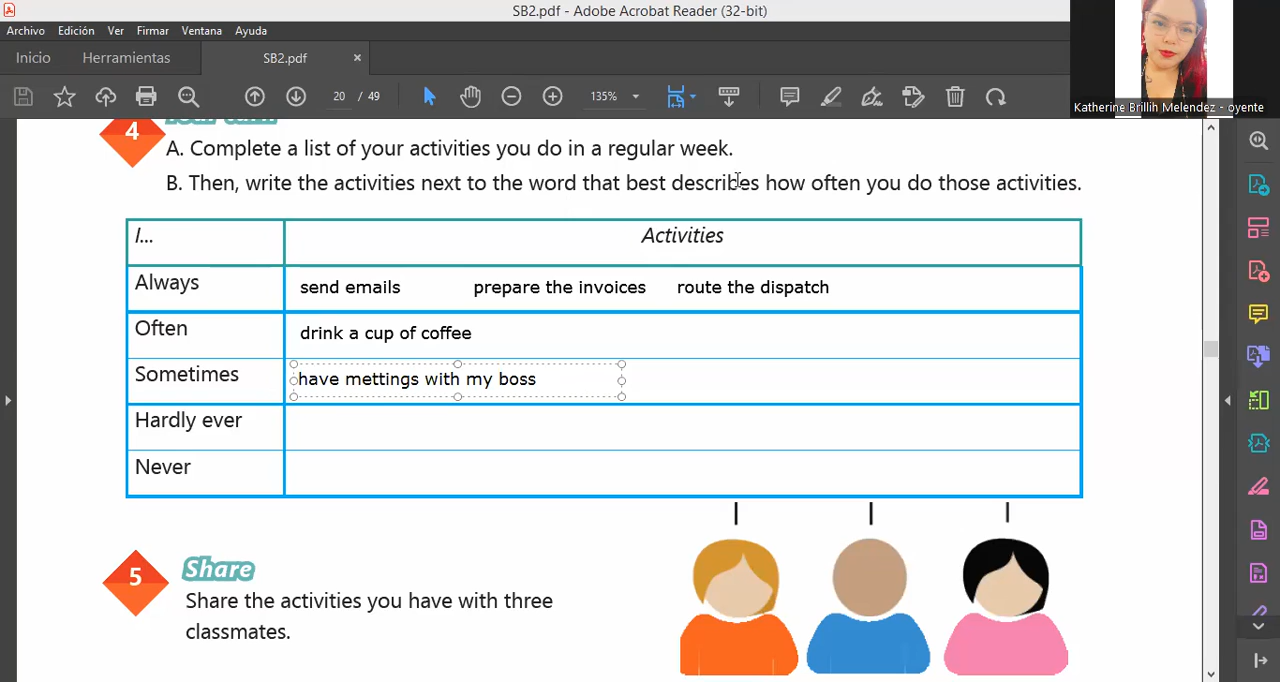 SB2.pdf - Adobe Acrobat Reader (32-bit)
Archivo Edición Ver Firmar Ventana Ayuda
Inicio Herramientas SB2.pdf ×
20 / 49 135%
Katherine Brillih Melendez - oyente
4
A. Complete a list of your activities you do in a regular week.
B. Then, write the activities next to the word that best describes how often you do those activities.
I... Activities
Always send emails prepare the invoices route the dispatch
Often drink a cup of coffee
Sometimes have mettings with my boss
Hardly ever
Never
5 Share
Share the activities you have with three
classmates.